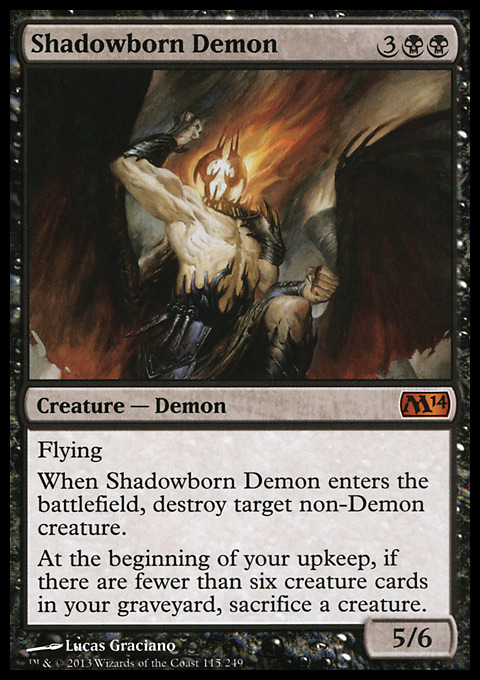 Shadowborn Demon 3
Creature — Demon M14
Flying
When Shadowborn Demon enters the
battlefield, destroy target non-Demon
creature.
At the beginning of your upkeep, if
there are fewer than six creature cards
in your graveyard, sacrifice a creature.
5/6
Lucas Graciano
™ & © 2013 Wizards of the Coast 115/249